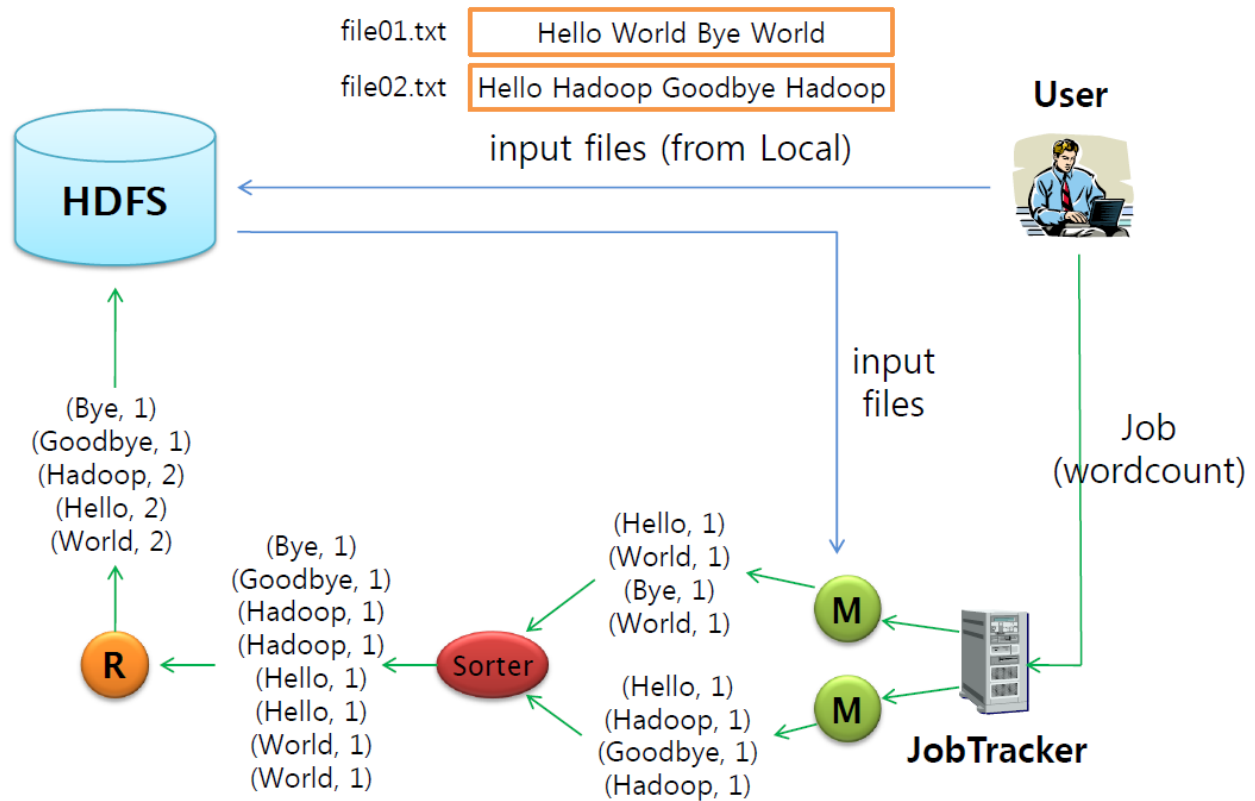 file01.txt
Hello World Bye World
file02.txt
Hello Hadoop Goodbye Hadoop
User
input files (from Local)
HDFS
input
files
Job
(wordcount)
(Bye, 1)
(Goodbye, 1)
(Hadoop, 2)
(Hello, 2)
(World, 2)
(Bye, 1)
(Goodbye, 1)
(Hadoop, 1)
(Hadoop, 1)
(Hello, 1)
(Hello, 1)
(World, 1)
(World, 1)
(Hello, 1)
(World, 1)
(Bye, 1)
(World, 1)
M
R
Sorter
(Hello, 1)
(Hadoop, 1)
(Goodbye, 1)
(Hadoop, 1)
M
JobTracker